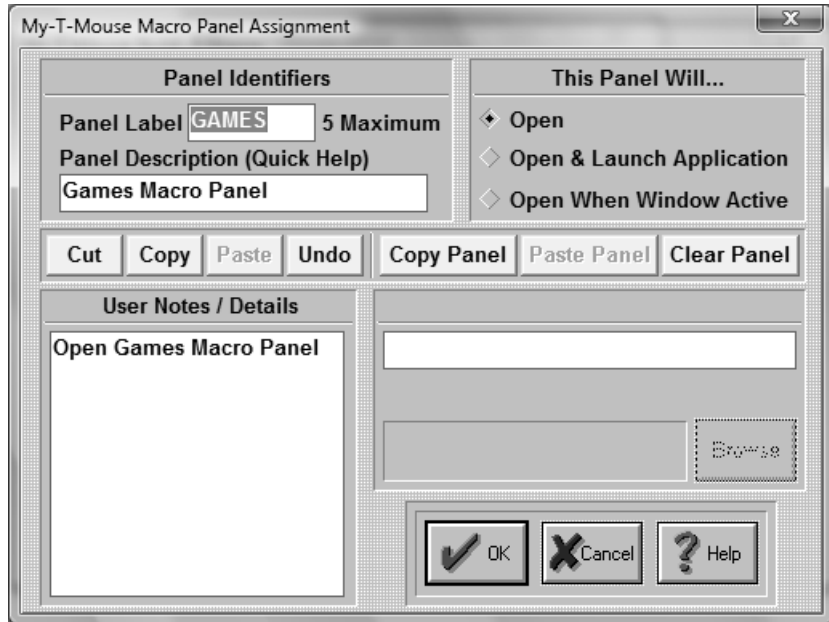 My-T-Mouse Macro Panel Assignment
Panel Identifiers
Panel Label GAMES 5 Maximum
Panel Description (Quick Help)
Games Macro Panel
This Panel Will...
Open
Open & Launch Application
Open When Window Active
Cut Copy Paste Undo Copy Panel Paste Panel Clear Panel
User Notes / Details
Open Games Macro Panel
Browse
OK Cancel Help